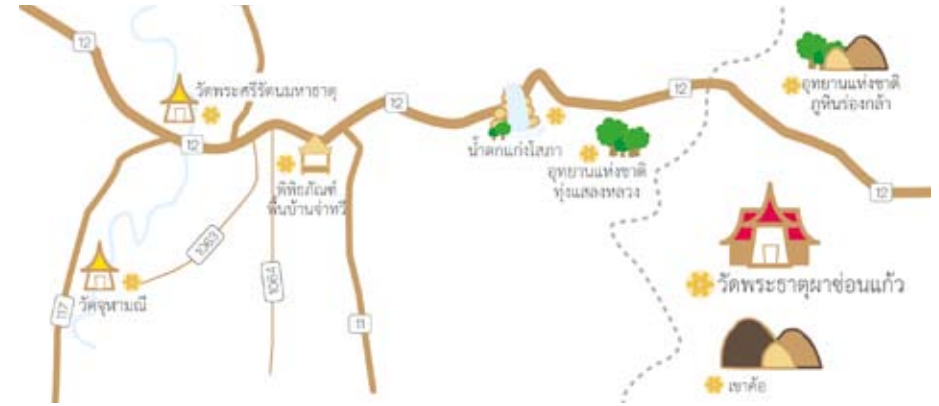 12
วัดพระศรีรัตนมหาธาตุ
12
12
พิพิธภัณฑ์
พื้นบ้านจ่าทวี
1063
1064
วัดจุฬามณี
117
11
น้ำตกแก่งโสภา
อุทยานแห่งชาติ
ทุ่งแสลงหลวง
12
อุทยานแห่งชาติ
ภูหินร่องกล้า
12
วัดพระธาตุผาซ่อนแก้ว
เขาค้อ